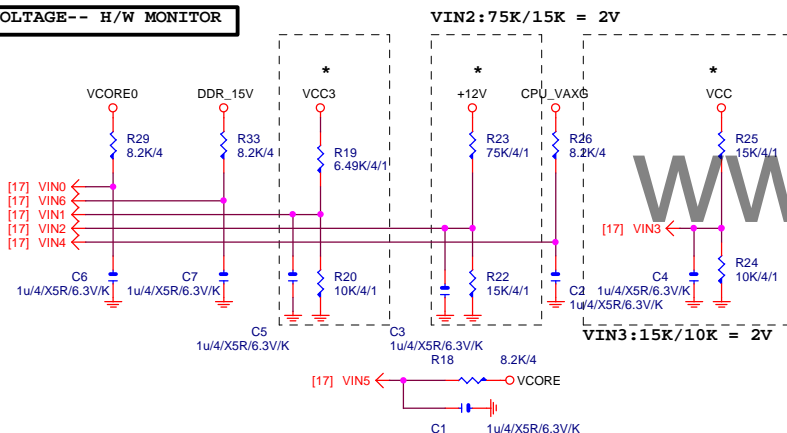 OLTAGE-- H/W MONITOR
VIN2:75K/15K = 2V
* * *
VCORE0 DDR_15V VCC3 +12V CPU_VAXG VCC
R29
8.2K/4
R33
8.2K/4
R19
6.49K/4/1
R23
75K/4/1
R26
8.2K/4
R25
15K/4/1
WW
[17] VIN0
[17] VIN6
[17] VIN1
[17] VIN2
[17] VIN4
[17] VIN3
C6
1u/4/X5R/6.3V/K
C7
1u/4/X5R/6.3V/K
R20
10K/4/1
R22
15K/4/1
C2
1u/4/X5R/6.3V/K
C4
1u/4/X5R/6.3V/K
R24
10K/4/1
C5
1u/4/X5R/6.3V/K
C3
1u/4/X5R/6.3V/K
VIN3:15K/10K = 2V
R18 8.2K/4
[17] VIN5 VCORE
C1 1u/4/X5R/6.3V/K